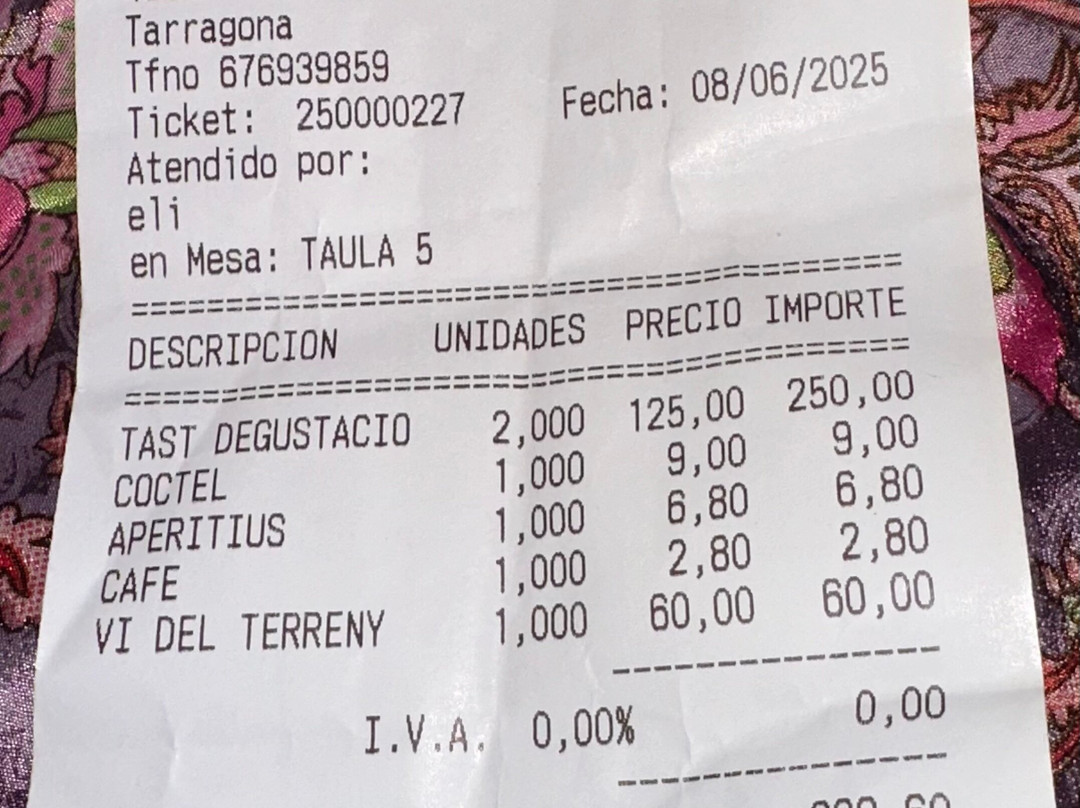 Tarragona
Tfno 676939859
Ticket: 250000227 Fecha: 08/06/2025
Atendido por:
eli
en Mesa: TAULA 5
=========================================
DESCRIPCION UNIDADES PRECIO IMPORTE
=========================================
TAST DEGUSTACIO 2,000 125,00 250,00
COCTEL 1,000 9,00 9,00
APERITIUS 1,000 6,80 6,80
CAFE 1,000 2,80 2,80
VI DEL TERRENY 1,000 60,00 60,00
----------------
I.V.A. 0,00% 0,00
----------------